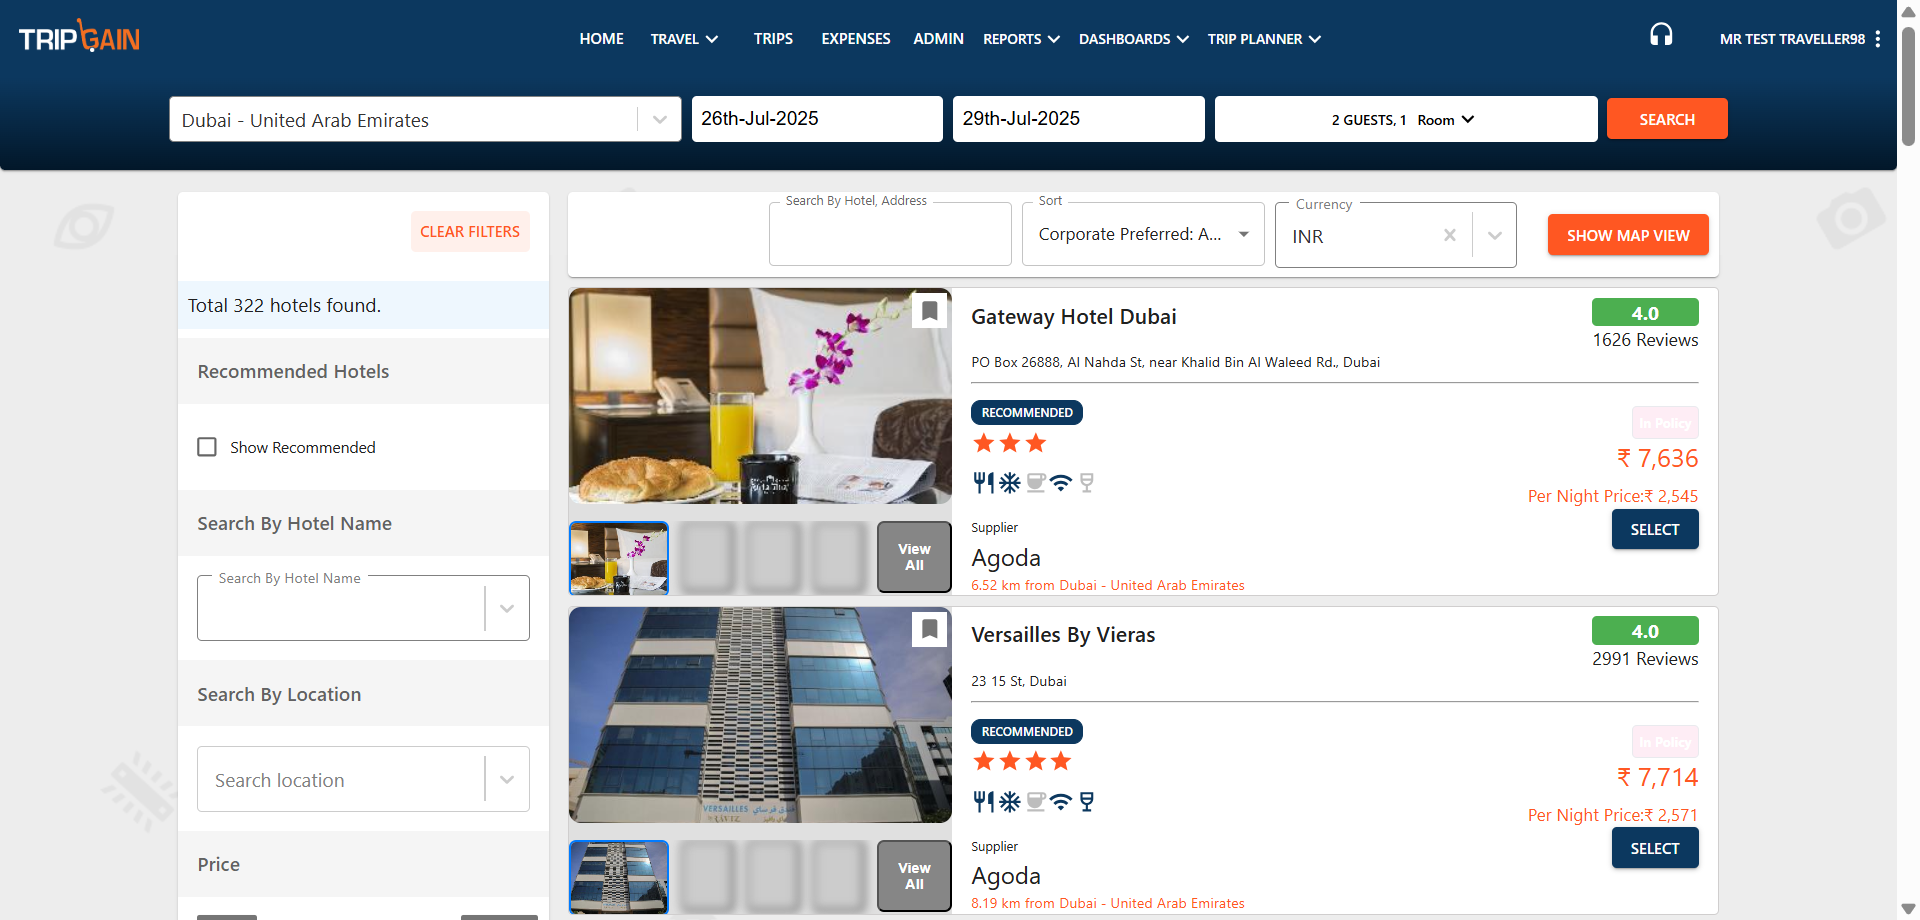 TRIPGAIN
HOME
TRAVEL
TRIPS
EXPENSES
ADMIN
REPORTS
DASHBOARDS
TRIP PLANNER
MR TEST TRAVELLER98
Dubai - United Arab Emirates
26th-Jul-2025
29th-Jul-2025
2 GUESTS, 1 Room
SEARCH
CLEAR FILTERS
Total 322 hotels found.
Recommended Hotels
Show Recommended
Search By Hotel Name
Search By Hotel Name
Search By Location
Search location
Price
Search By Hotel, Address
Sort
Corporate Preferred: A...
Currency
INR
SHOW MAP VIEW
Gateway Hotel Dubai
4.0
1626 Reviews
PO Box 26888, Al Nahda St, near Khalid Bin Al Waleed Rd., Dubai
RECOMMENDED
In Policy
₹ 7,636
Per Night Price:₹ 2,545
SELECT
Supplier
Agoda
6.52 km from Dubai - United Arab Emirates
View
All
Versailles By Vieras
4.0
2991 Reviews
23 15 St, Dubai
RECOMMENDED
In Policy
₹ 7,714
Per Night Price:₹ 2,571
SELECT
Supplier
Agoda
8.19 km from Dubai - United Arab Emirates
VERSAILLES
View
All